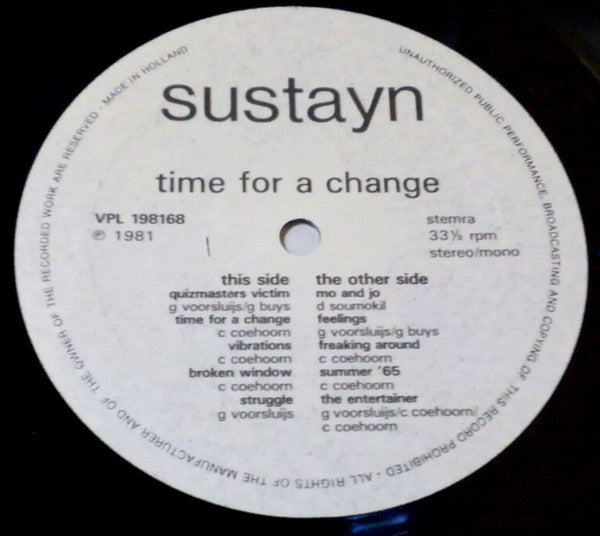 sustayn
time for a change
VPL 198168
℗ 1981
stemra
33⅓ rpm
stereo/mono
this side
quizmasters victim
g voorsluijs/g buys
time for a change
c coehoorn
vibrations
c coehoorn
broken window
c coehoorn
struggle
g voorsluijs
the other side
mo and jo
d soumokil
feelings
g voorsluijs/g buys
freaking around
c coehoorn
summer '65
c coehoorn
the entertainer
g voorsluijs/c coehoorn/
c coehoorn
UNAUTHORIZED PUBLIC PERFORMANCE, BROADCASTING AND COPYING OF THIS RECORD PROHIBITED - ALL RIGHTS OF THE MANUFACTURER AND OF THE OWNER OF THE RECORDED WORK ARE RESERVED - MADE IN HOLLAND